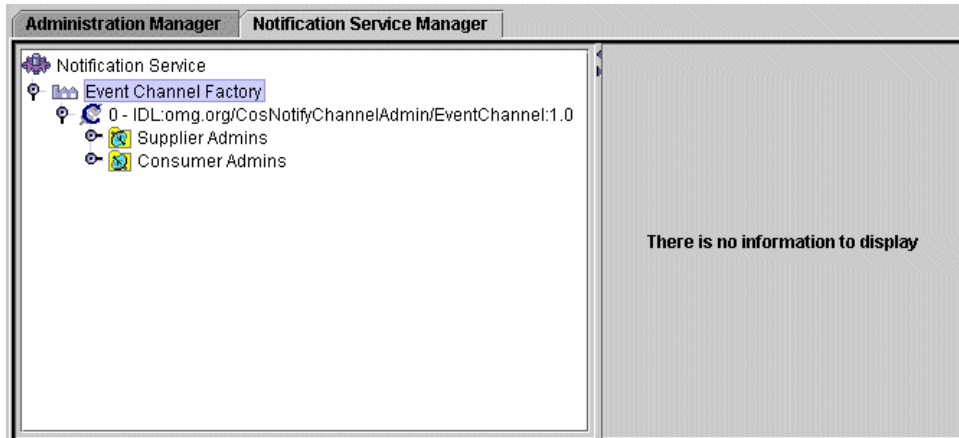 Administration Manager
Notification Service Manager
Notification Service
Event Channel Factory
0 - IDL:omg.org/CosNotifyChannelAdmin/EventChannel:1.0
Supplier Admins
Consumer Admins
There is no information to display